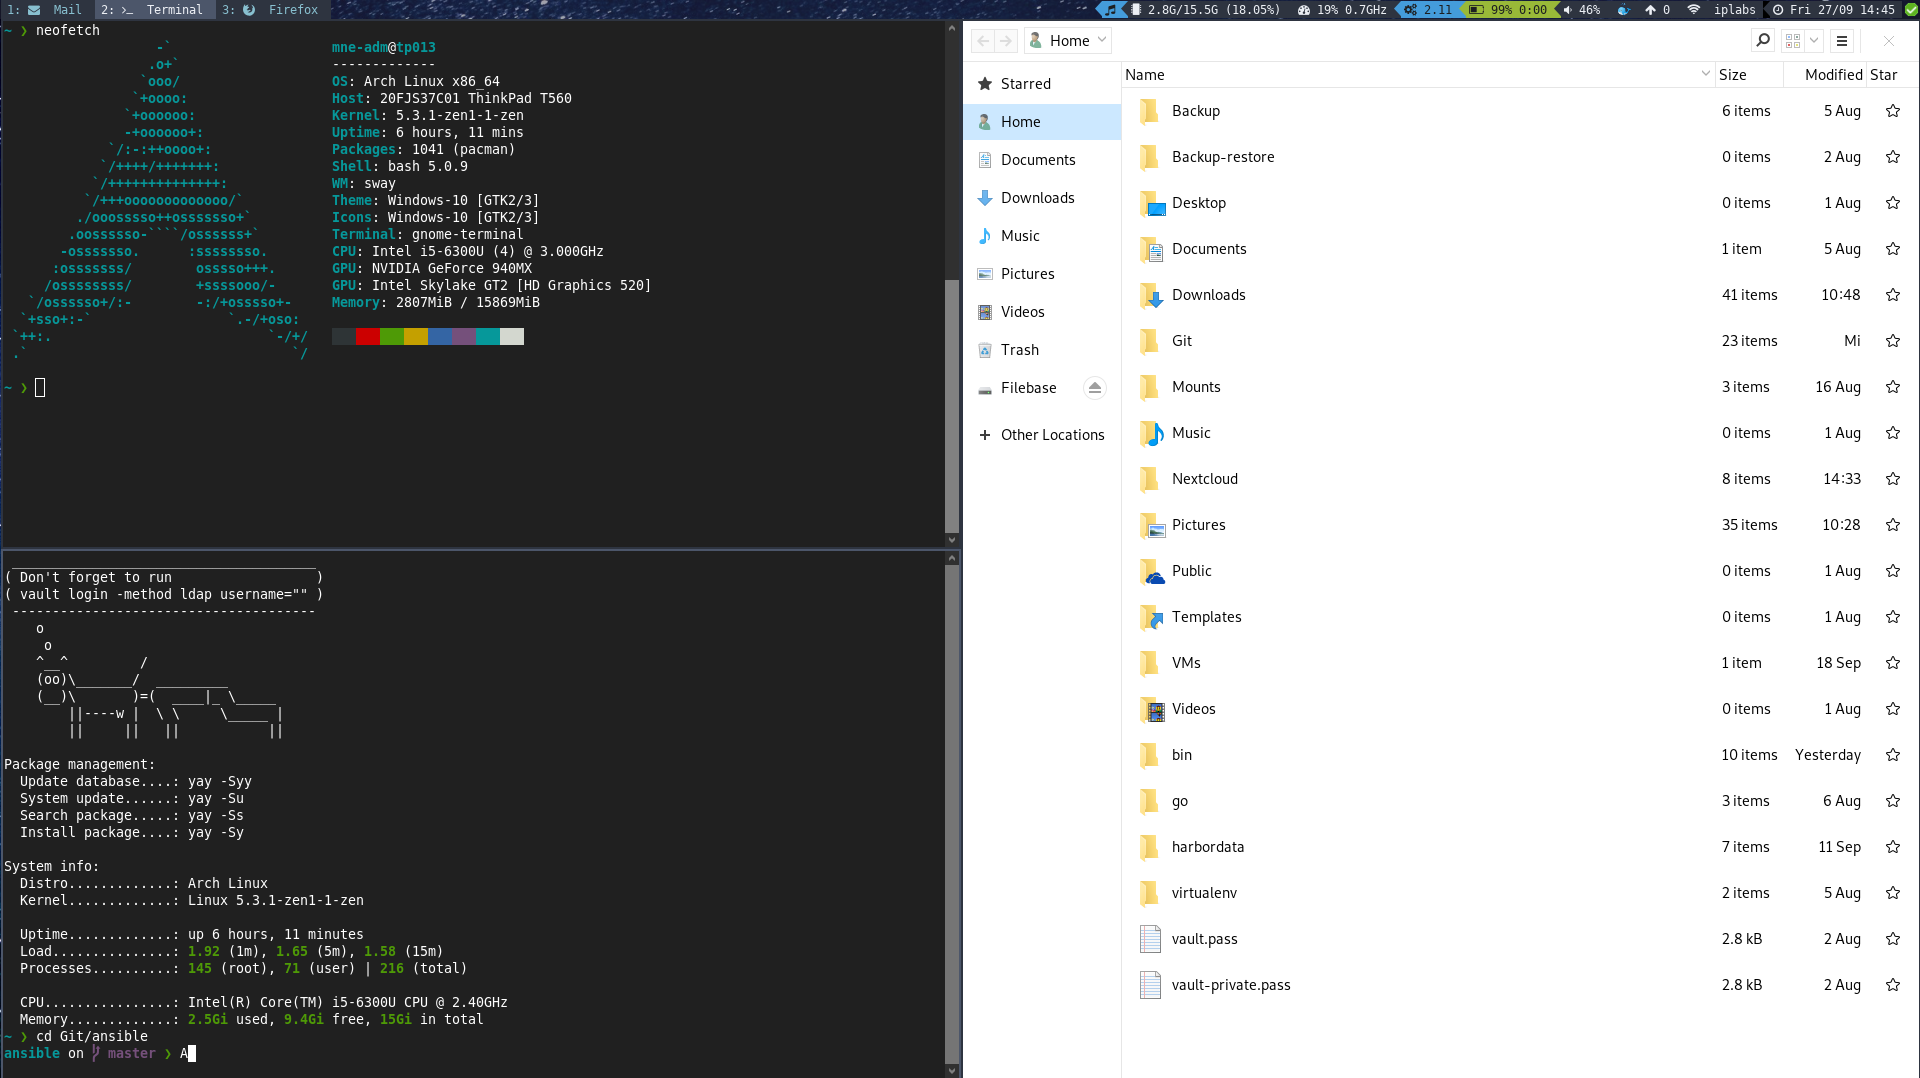 1: Mail 2: >_ Terminal 3: Firefox 2.8G/15.5G (18.05%) 19% 0.7GHz 2.11 99% 0:00 46% 0 iplabs Fri 27/09 14:45
~ ❯ neofetch
mne-adm@tp013
-------------
OS: Arch Linux x86_64
Host: 20FJS37C01 ThinkPad T560
Kernel: 5.3.1-zen1-1-zen
Uptime: 6 hours, 11 mins
Packages: 1041 (pacman)
Shell: bash 5.0.9
WM: sway
Theme: Windows-10 [GTK2/3]
Icons: Windows-10 [GTK2/3]
Terminal: gnome-terminal
CPU: Intel i5-6300U (4) @ 3.000GHz
GPU: NVIDIA GeForce 940MX
GPU: Intel Skylake GT2 [HD Graphics 520]
Memory: 2807MiB / 15869MiB
~ ❯
( Don't forget to run )
( vault login -method ldap username="" )
Package management:
Update database....: yay -Syy
System update......: yay -Su
Search package.....: yay -Ss
Install package....: yay -Sy
System info:
Distro.............: Arch Linux
Kernel.............: Linux 5.3.1-zen1-1-zen
Uptime.............: up 6 hours, 11 minutes
Load...............: 1.92 (1m), 1.65 (5m), 1.58 (15m)
Processes..........: 145 (root), 71 (user) | 216 (total)
CPU................: Intel(R) Core(TM) i5-6300U CPU @ 2.40GHz
Memory.............: 2.5Gi used, 9.4Gi free, 15Gi in total
~ ❯ cd Git/ansible
ansible on master ❯ A
Home
Starred
Home
Documents
Downloads
Music
Pictures
Videos
Trash
Filebase
+ Other Locations
Name Size Modified Star
Backup 6 items 5 Aug
Backup-restore 0 items 2 Aug
Desktop 0 items 1 Aug
Documents 1 item 5 Aug
Downloads 41 items 10:48
Git 23 items Mi
Mounts 3 items 16 Aug
Music 0 items 1 Aug
Nextcloud 8 items 14:33
Pictures 35 items 10:28
Public 0 items 1 Aug
Templates 0 items 1 Aug
VMs 1 item 18 Sep
Videos 0 items 1 Aug
bin 10 items Yesterday
go 3 items 6 Aug
harbordata 7 items 11 Sep
virtualenv 2 items 5 Aug
vault.pass 2.8 kB 2 Aug
vault-private.pass 2.8 kB 2 Aug